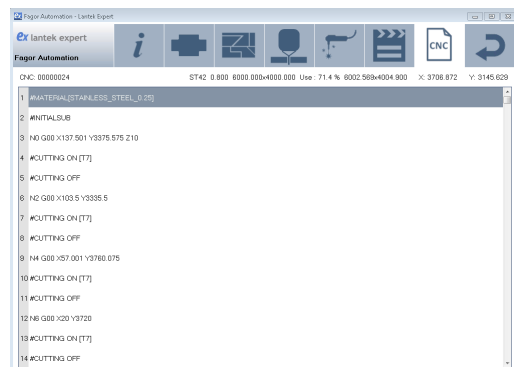 Fagor Automation - Lantek Expert
ex lantek expert
Fagor Automation
i
CNC
CNC: 00000024 ST42 0.800 6000.000x4000.000 Use : 71.4 % 6002.569x4004.900 X: 3706.872 Y: 3145.629
1 #MATERIAL[STAINLESS_STEEL_0.25]
2 #INITIALSUB
3 N0 G00 X137.501 Y3375.575 Z10
4 #CUTTING ON [T7]
5 #CUTTING OFF
6 N2 G00 X103.5 Y3335.5
7 #CUTTING ON [T7]
8 #CUTTING OFF
9 N4 G00 X57.001 Y3760.075
10 #CUTTING ON [T7]
11 #CUTTING OFF
12 N6 G00 X20 Y3720
13 #CUTTING ON [T7]
14 #CUTTING OFF